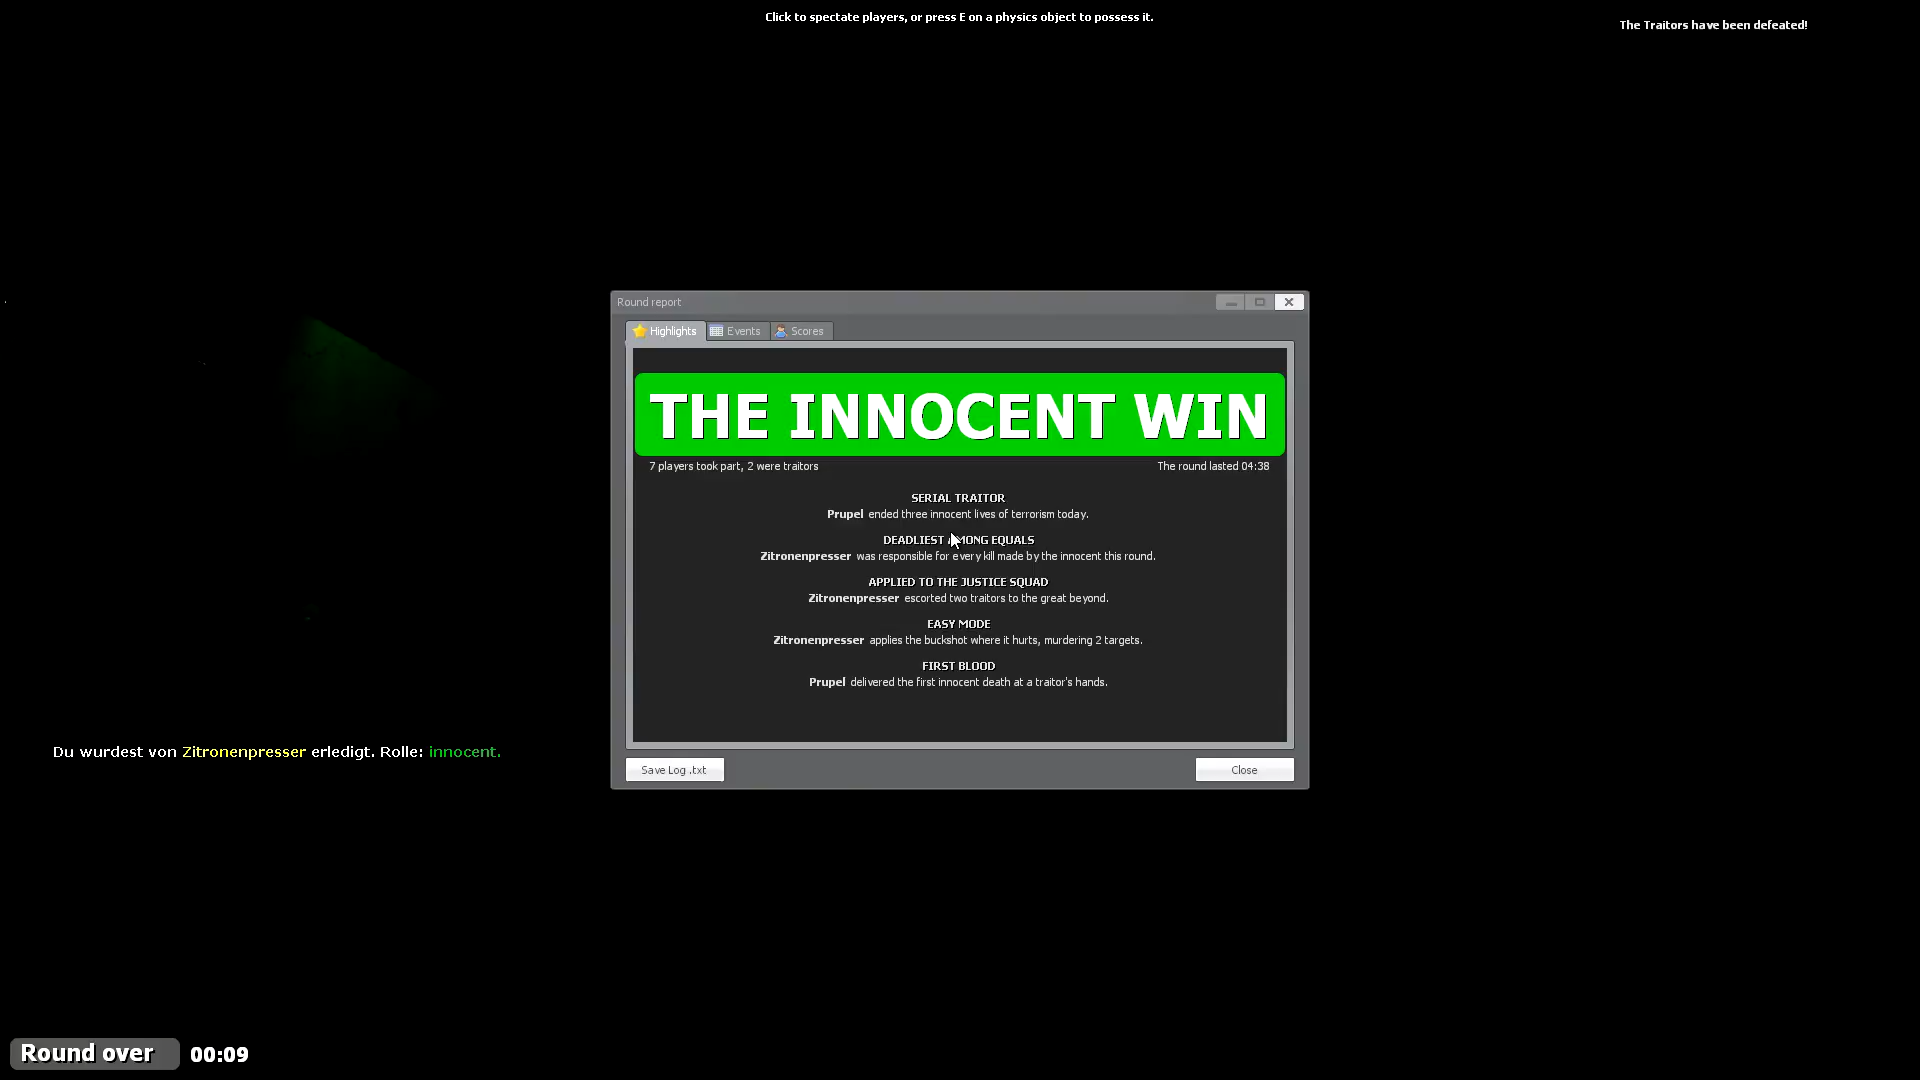 Click to spectate players, or press E on a physics object to possess it.
The Traitors have been defeated!
Round report
Highlights
Events
Scores
THE INNOCENT WIN
7 players took part, 2 were traitors
The round lasted 04:38
SERIAL TRAITOR
Prupel ended three innocent lives of terrorism today.
DEADLIEST AMONG EQUALS
Zitronenpresser was responsible for every kill made by the innocent this round.
APPLIED TO THE JUSTICE SQUAD
Zitronenpresser escorted two traitors to the great beyond.
EASY MODE
Zitronenpresser applies the buckshot where it hurts, murdering 2 targets.
FIRST BLOOD
Prupel delivered the first innocent death at a traitor's hands.
Du wurdest von Zitronenpresser erledigt. Rolle: innocent.
Save Log .txt
Close
Round over
00:09